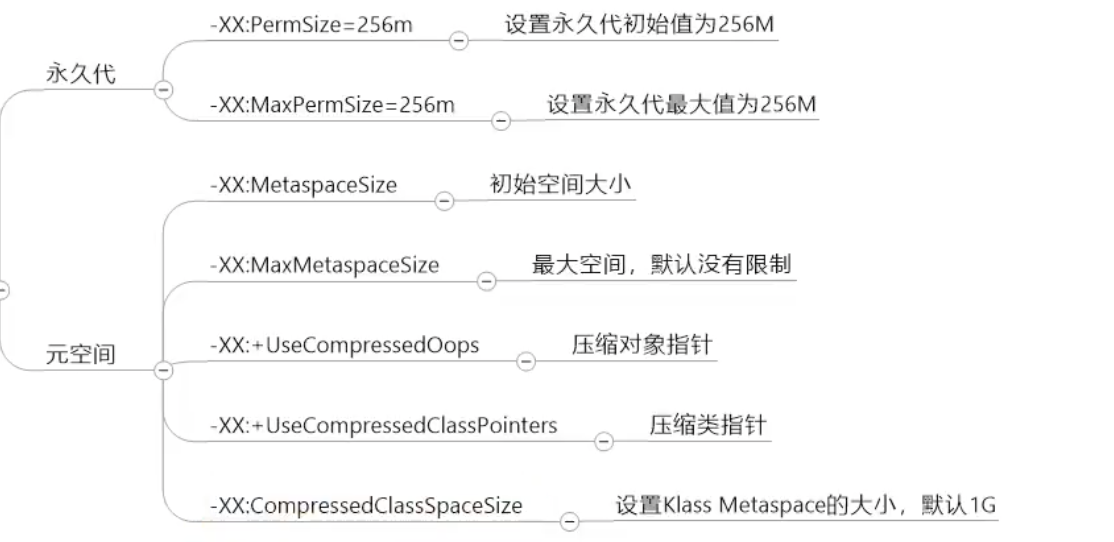 -XX:PermSize=256m 设置永久代初始值为256M
永久代
-XX:MaxPermSize=256m 设置永久代最大值为256M
-XX:MetaspaceSize 初始空间大小
-XX:MaxMetaspaceSize 最大空间，默认没有限制
元空间
-XX:+UseCompressedOops 压缩对象指针
-XX:+UseCompressedClassPointers 压缩类指针
-XX:CompressedClassSpaceSize 设置Klass Metaspace的大小，默认1G